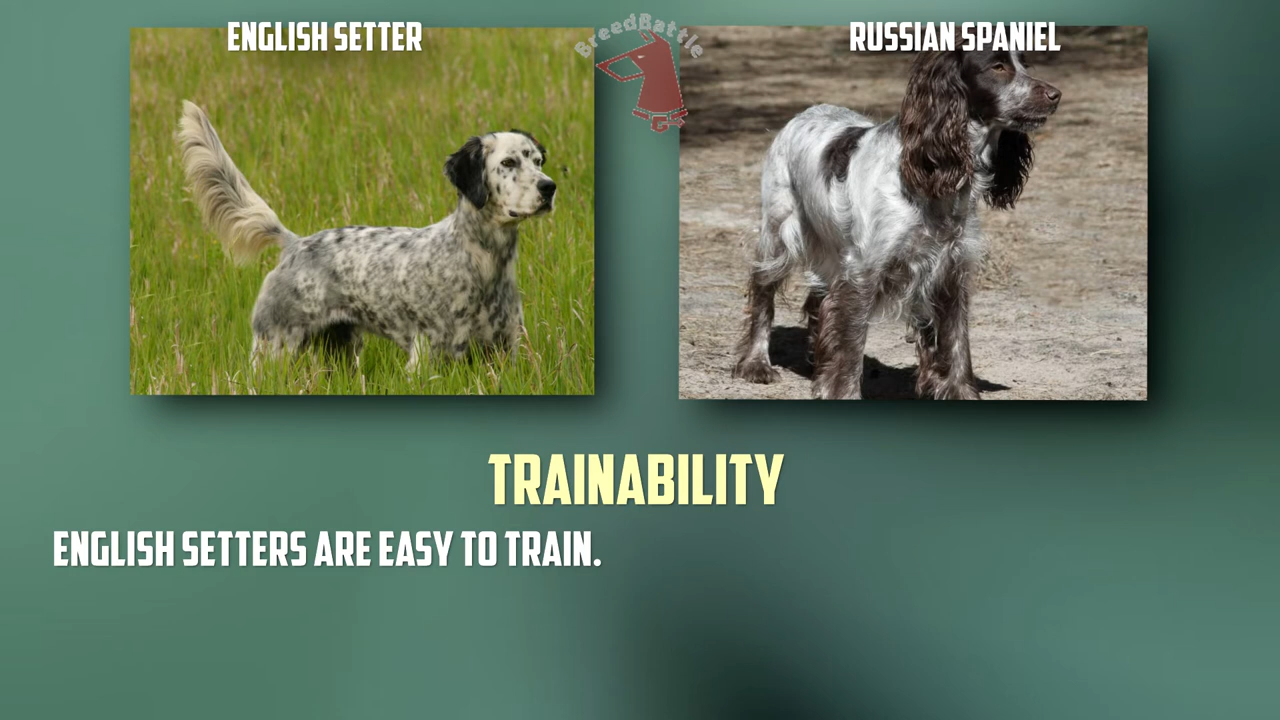 ENGLISH SETTER
BreedBattle
RUSSIAN SPANIEL
TRAINABILITY
ENGLISH SETTERS ARE EASY TO TRAIN.